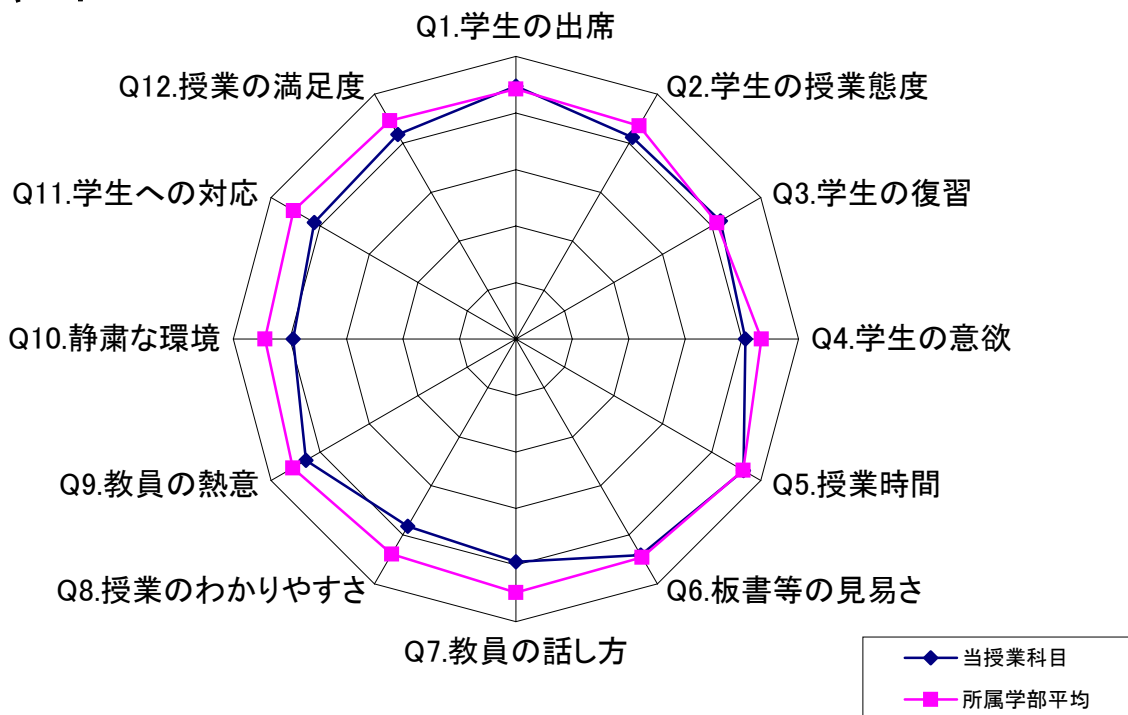 Q1.学生の出席
Q2.学生の授業態度
Q3.学生の復習
Q4.学生の意欲
Q5.授業時間
Q6.板書等の見易さ
Q7.教員の話し方
Q8.授業のわかりやすさ
Q9.教員の熱意
Q10.静粛な環境
Q11.学生への対応
Q12.授業の満足度
当授業科目
所属学部平均